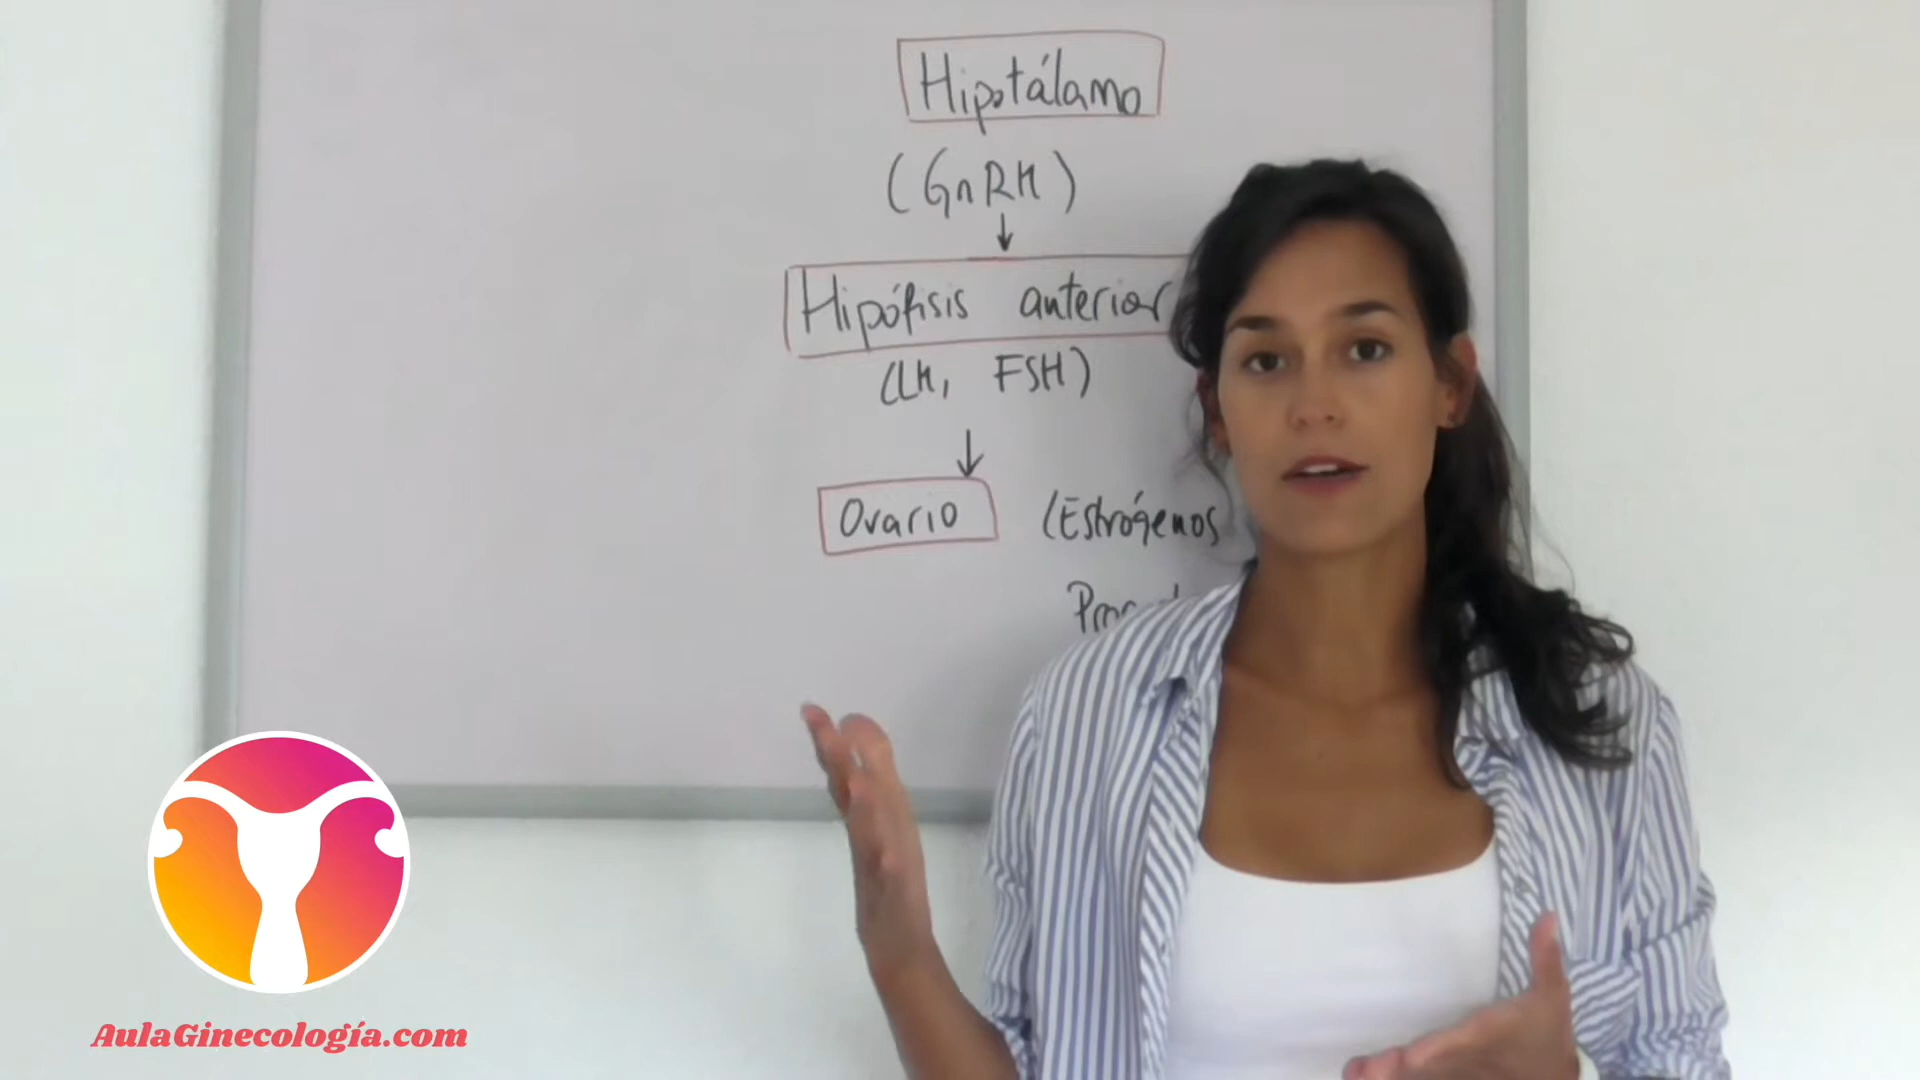 Hipotálamo
(GnRH)
Hipófisis anterior
(LH, FSH)
Ovario (Estrógenos
AulaGinecología.com